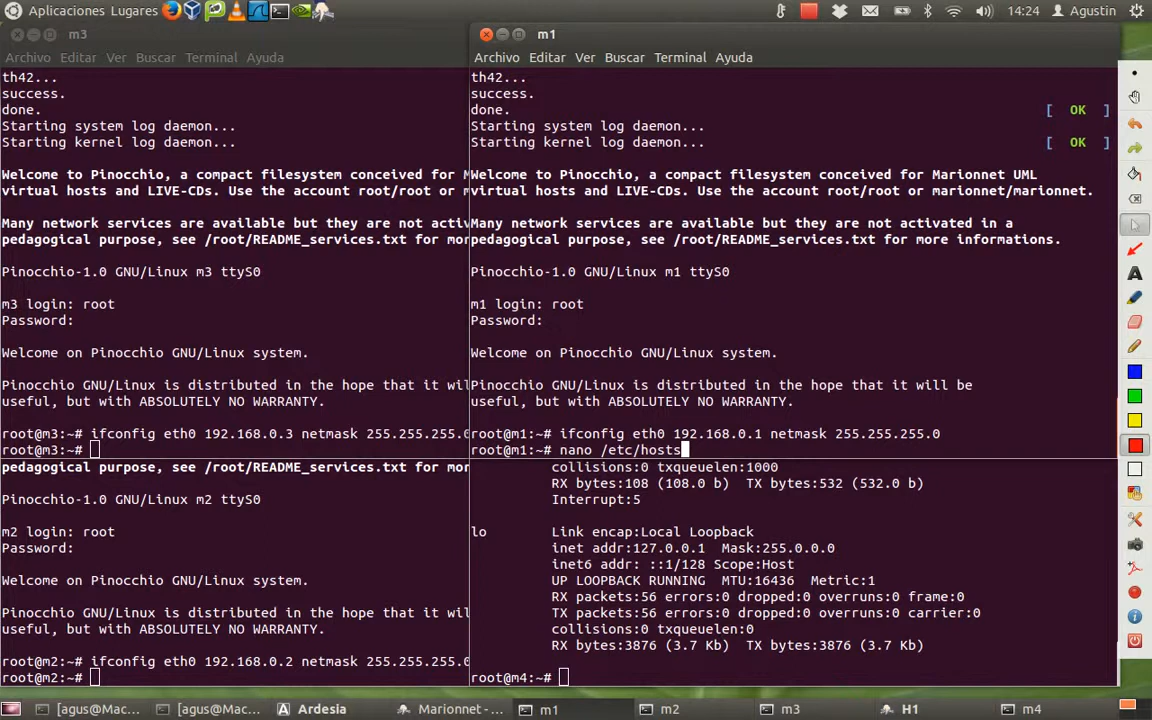 Aplicaciones Lugares
14:24 Agustin
m3
Archivo Editar Ver Buscar Terminal Ayuda
th42...
success.
done.
Starting system log daemon...
Starting kernel log daemon...
Welcome to Pinocchio, a compact filesystem conceived for M
virtual hosts and LIVE-CDs. Use the account root/root or m
Many network services are available but they are not activ
pedagogical purpose, see /root/README_services.txt for mor
Pinocchio-1.0 GNU/Linux m3 ttyS0
m3 login: root
Password:
Welcome on Pinocchio GNU/Linux system.
Pinocchio GNU/Linux is distributed in the hope that it wil
useful, but with ABSOLUTELY NO WARRANTY.
root@m3:~# ifconfig eth0 192.168.0.3 netmask 255.255.255.0
root@m3:~#
m1
Archivo Editar Ver Buscar Terminal Ayuda
th42...
success.
done. [ OK ]
Starting system log daemon...
Starting kernel log daemon... [ OK ]
Welcome to Pinocchio, a compact filesystem conceived for Marionnet UML
virtual hosts and LIVE-CDs. Use the account root/root or marionnet/marionnet.
Many network services are available but they are not activated in a
pedagogical purpose, see /root/README_services.txt for more informations.
Pinocchio-1.0 GNU/Linux m1 ttyS0
m1 login: root
Password:
Welcome on Pinocchio GNU/Linux system.
Pinocchio GNU/Linux is distributed in the hope that it will be
useful, but with ABSOLUTELY NO WARRANTY.
root@m1:~# ifconfig eth0 192.168.0.1 netmask 255.255.255.0
root@m1:~# nano /etc/hosts
pedagogical purpose, see /root/README_services.txt for mor
Pinocchio-1.0 GNU/Linux m2 ttyS0
m2 login: root
Password:
Welcome on Pinocchio GNU/Linux system.
Pinocchio GNU/Linux is distributed in the hope that it wil
useful, but with ABSOLUTELY NO WARRANTY.
root@m2:~# ifconfig eth0 192.168.0.2 netmask 255.255.255.0
root@m2:~#
collisions:0 txqueuelen:1000
RX bytes:108 (108.0 b) TX bytes:532 (532.0 b)
Interrupt:5
lo Link encap:Local Loopback
inet addr:127.0.0.1 Mask:255.0.0.0
inet6 addr: ::1/128 Scope:Host
UP LOOPBACK RUNNING MTU:16436 Metric:1
RX packets:56 errors:0 dropped:0 overruns:0 frame:0
TX packets:56 errors:0 dropped:0 overruns:0 carrier:0
collisions:0 txqueuelen:0
RX bytes:3876 (3.7 Kb) TX bytes:3876 (3.7 Kb)
root@m4:~#
[agus@Mac... [agus@Mac... Ardesia Marionnet -... m1 m2 m3 H1 m4